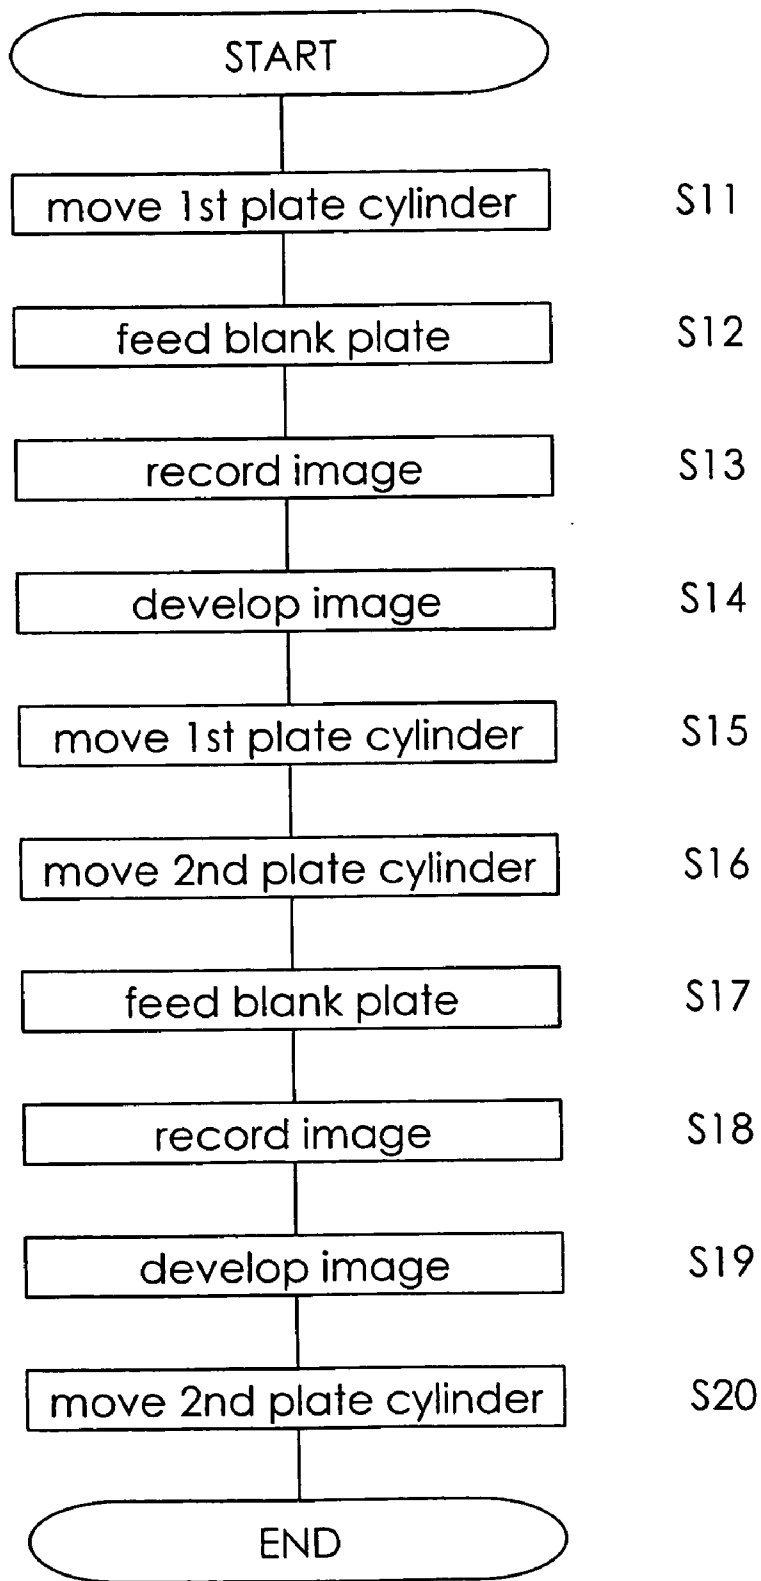 START
move 1st plate cylinder S11
feed blank plate S12
record image S13
develop image S14
move 1st plate cylinder S15
move 2nd plate cylinder S16
feed blank plate S17
record image S18
develop image S19
move 2nd plate cylinder S20
END